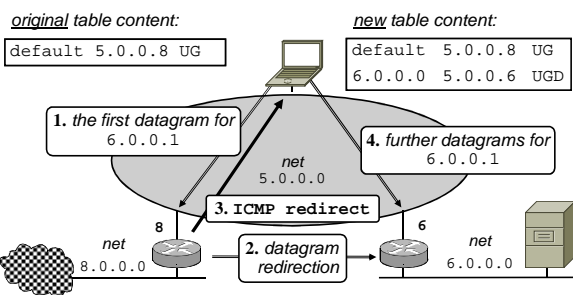 original table content:
default 5.0.0.8 UG
new table content:
default 5.0.0.8 UG
6.0.0.0 5.0.0.6 UGD
1. the first datagram for
6.0.0.1
4. further datagrams for
6.0.0.1
net
5.0.0.0
3. ICMP redirect
8
6
net
8.0.0.0
2. datagram
redirection
net
6.0.0.0